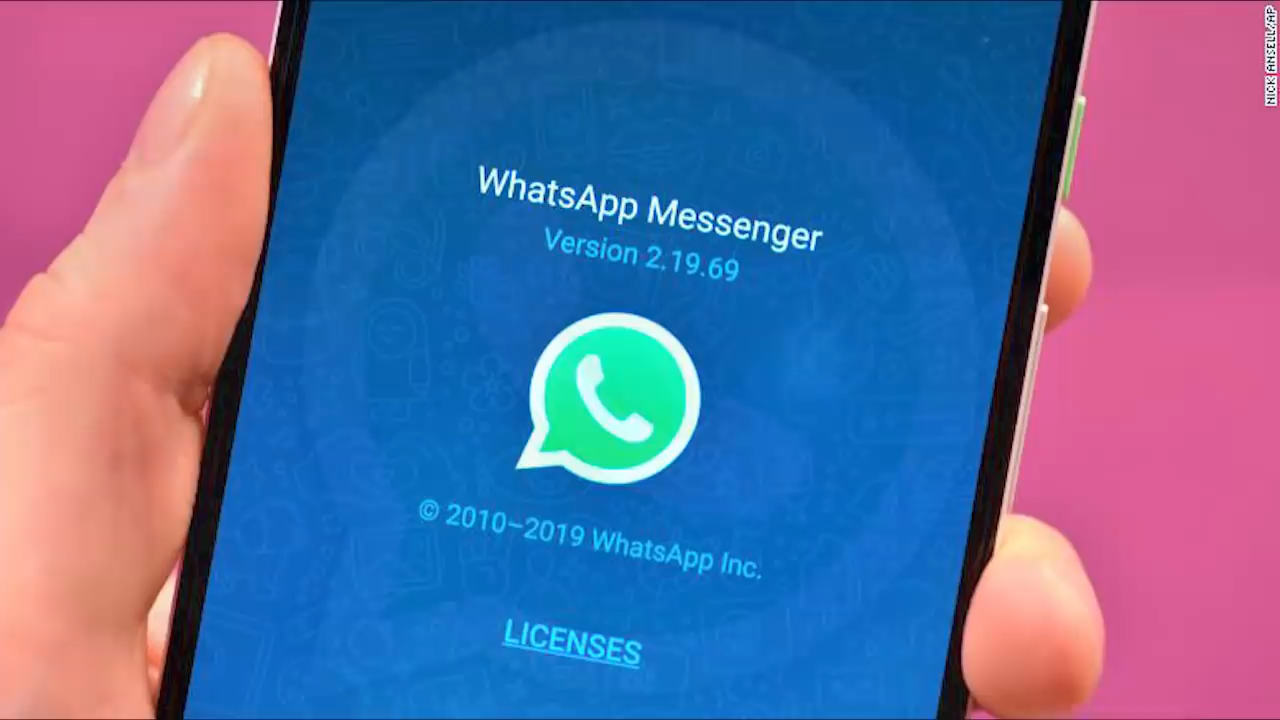 WhatsApp Messenger
Version 2.19.69
© 2010–2019 WhatsApp Inc.
LICENSES
NICK ANSELL/AP